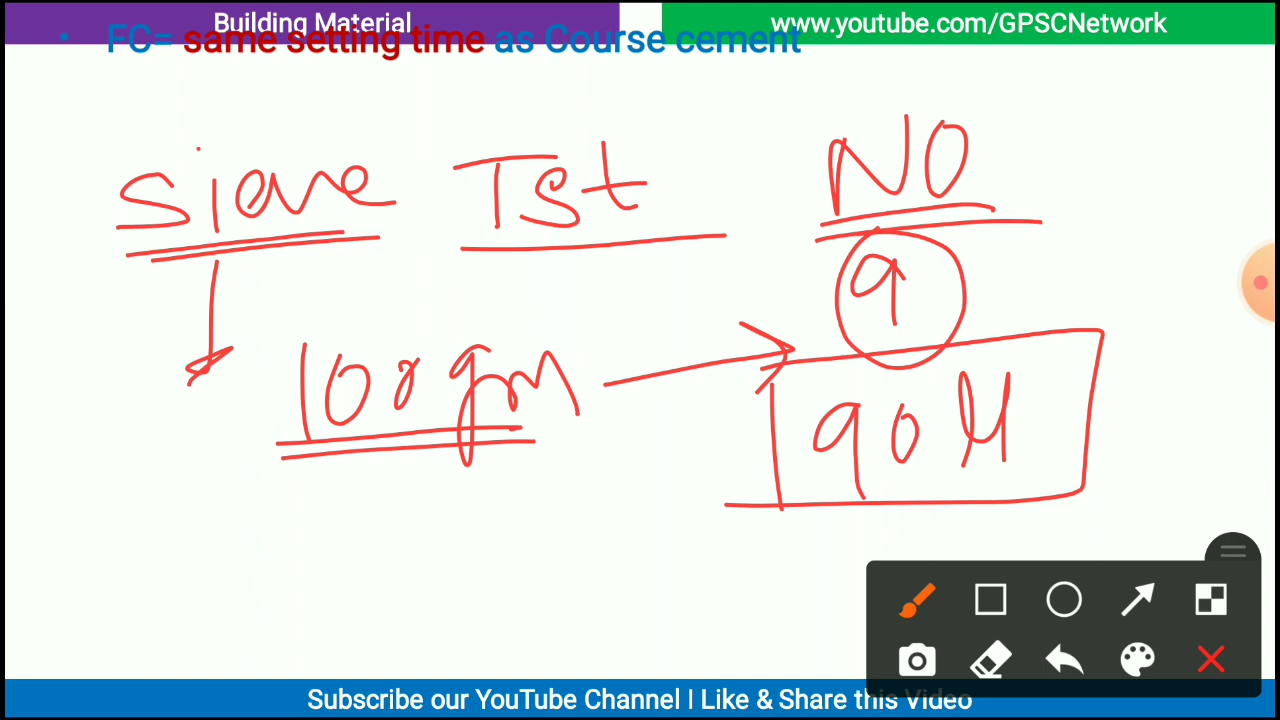 Building Material
www.youtube.com/GPSCNetwork
• FC= same setting time as Course cement
Sieve Tst NO
9
100 gm
90 μ
Subscribe our YouTube Channel I Like & Share this Video